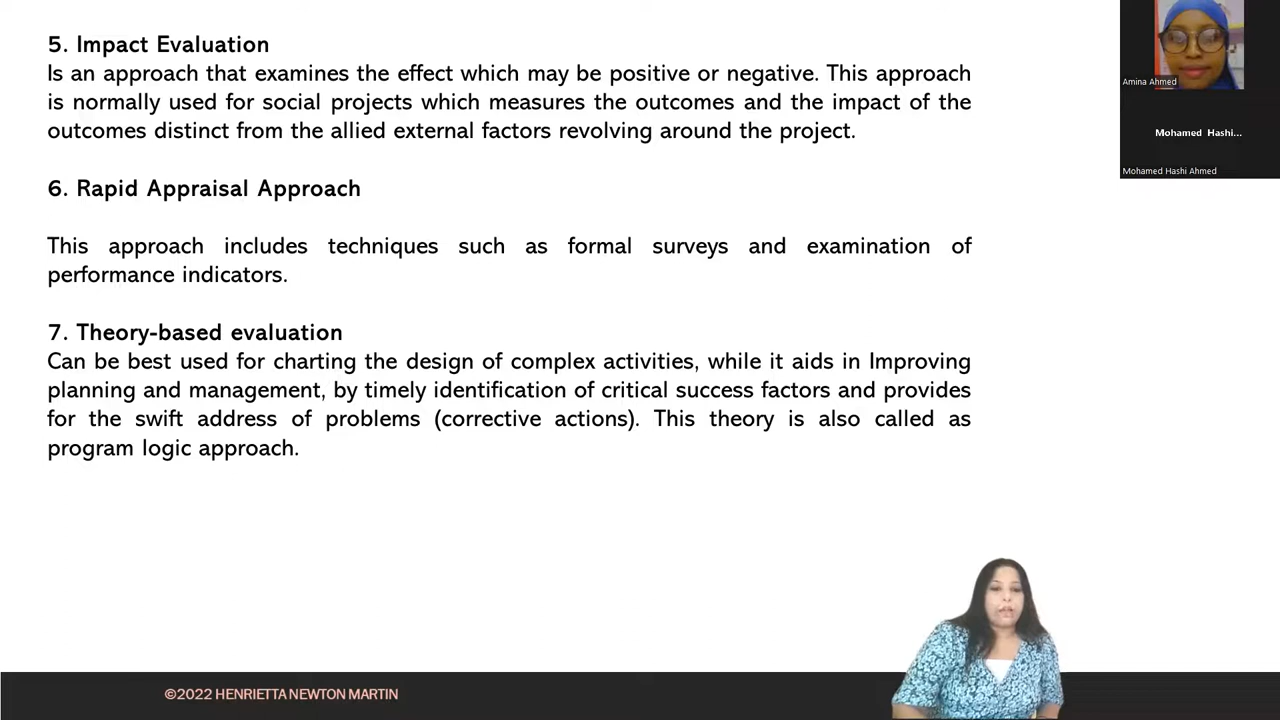 5. Impact Evaluation
Is an approach that examines the effect which may be positive or negative. This approach
is normally used for social projects which measures the outcomes and the impact of the
outcomes distinct from the allied external factors revolving around the project.
6. Rapid Appraisal Approach
This approach includes techniques such as formal surveys and examination of
performance indicators.
7. Theory-based evaluation
Can be best used for charting the design of complex activities, while it aids in Improving
planning and management, by timely identification of critical success factors and provides
for the swift address of problems (corrective actions). This theory is also called as
program logic approach.
©2022 HENRIETTA NEWTON MARTIN
Amina Ahmed
Mohamed Hashi...
Mohamed Hashi Ahmed